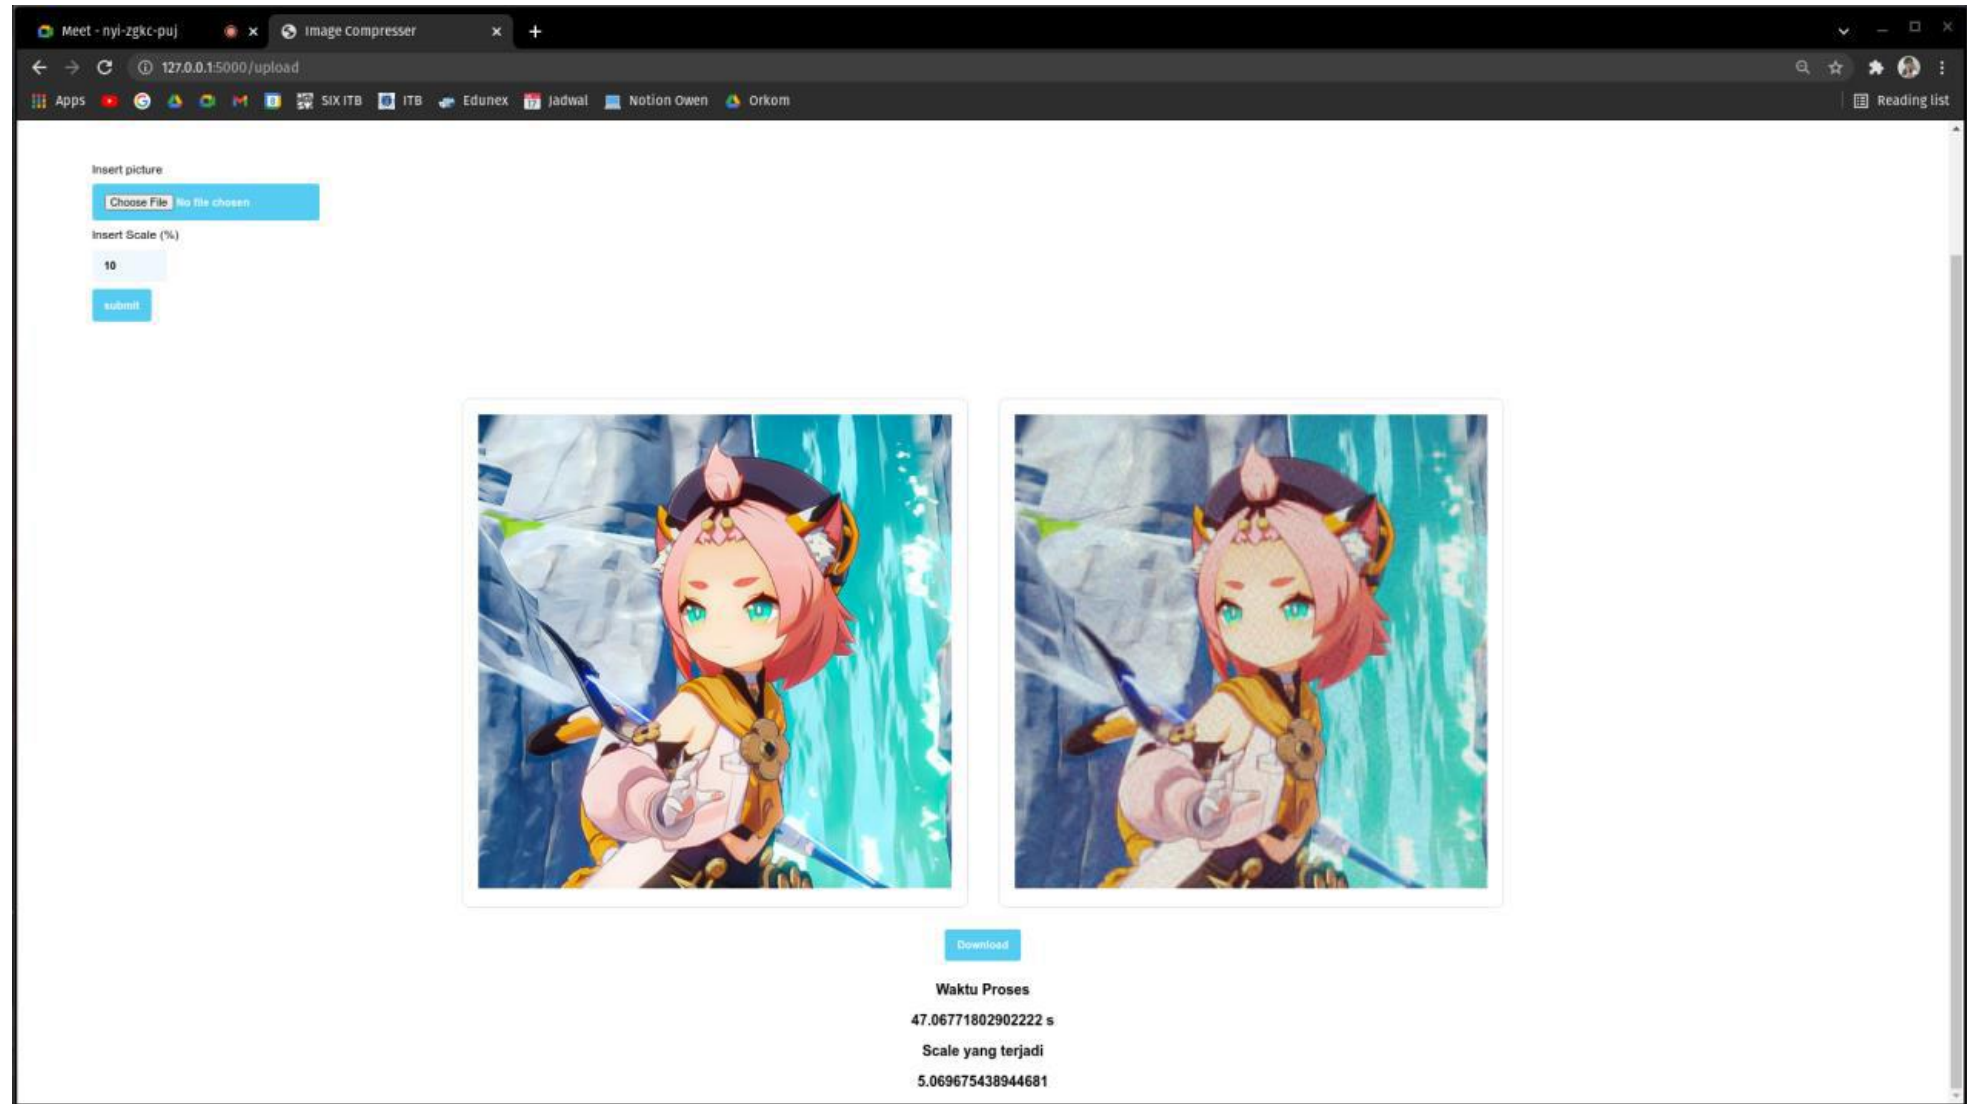 Meet - nyi-zgkc-puj
Image Compresser
127.0.0.1:5000/upload
Apps
SIX ITB
ITB
Edunex
Jadwal
Notion Owen
Orkom
Reading list
Insert picture
Choose File No file chosen
Insert Scale (%)
10
submit
Download
Waktu Proses
47.06771802902222 s
Scale yang terjadi
5.069675438944681